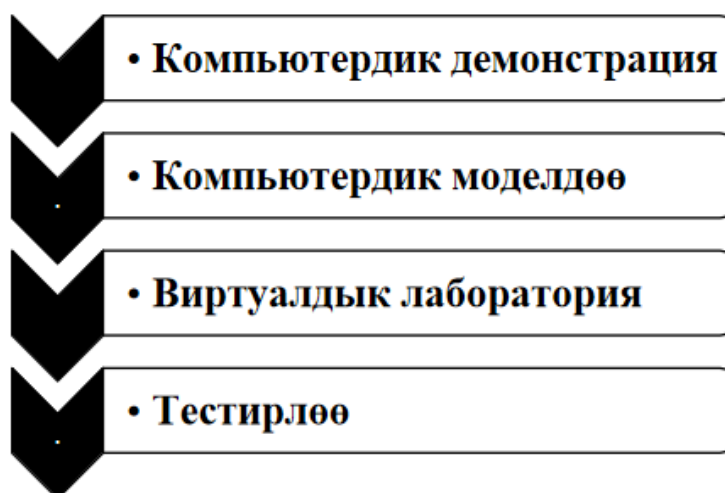 • Компьютердик демонстрация
• Компьютердик моделдөө
• Виртуалдык лаборатория
• Тестирлөө